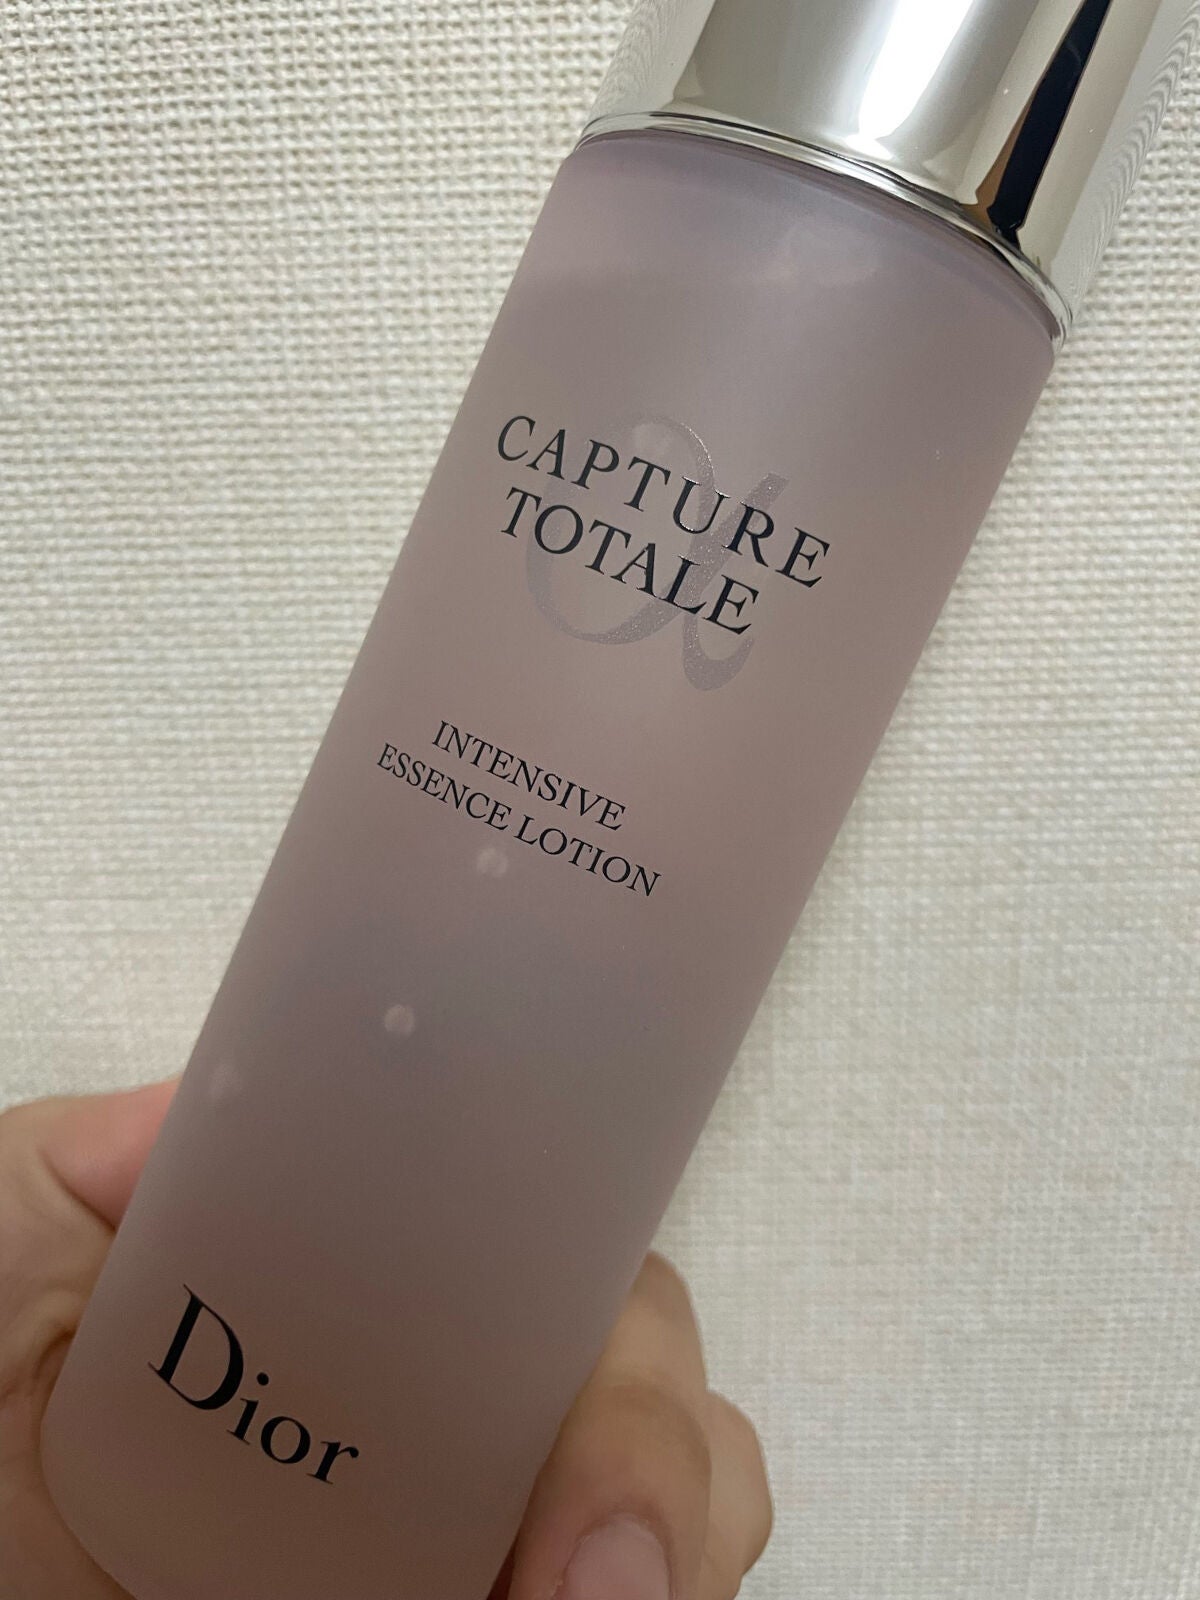 CAPTURE
TOTALE
INTENSIVE
ESSENCE LOTION
Dior